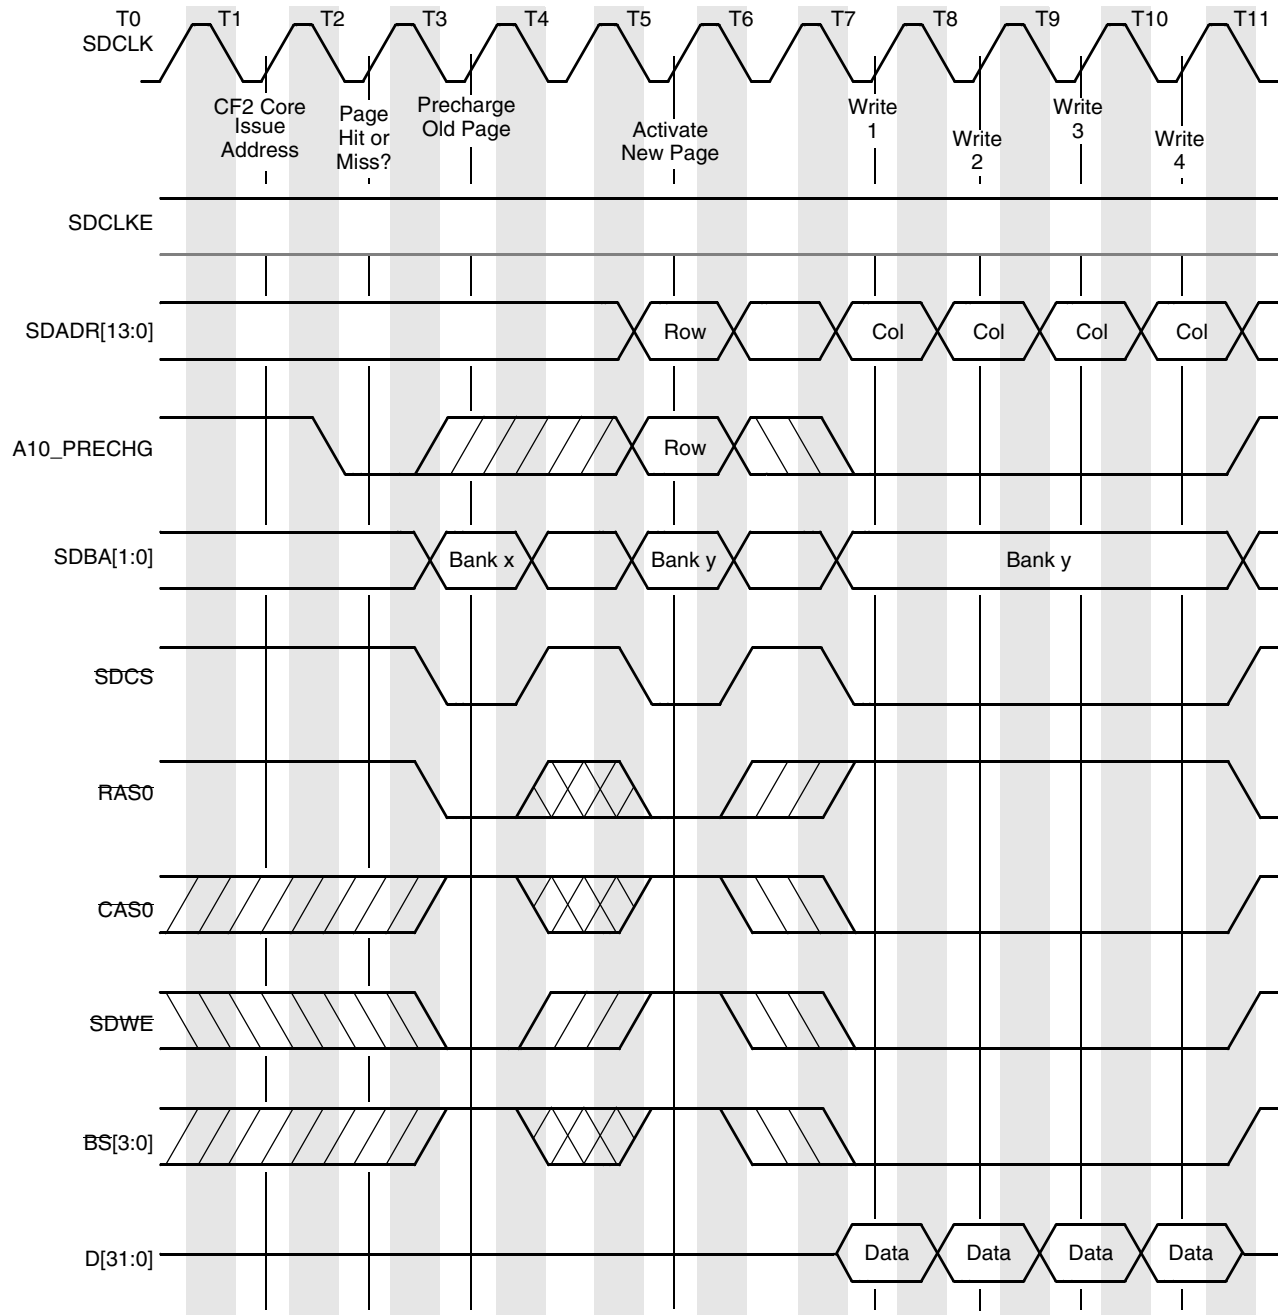 T0 T1 T2 T3 T4 T5 T6 T7 T8 T9 T10 T11
SDCLK
CF2 Core
Issue
Address
Page
Hit or
Miss?
Precharge
Old Page
Activate
New Page
Write
1
Write
2
Write
3
Write
4
SDCLKE
SDADR[13:0] Row Col Col Col Col
A10_PRECHG Row
SDBA[1:0] Bank x Bank y Bank y
SDCS
RAS0
CAS0
SDWE
BS[3:0]
D[31:0] Data Data Data Data